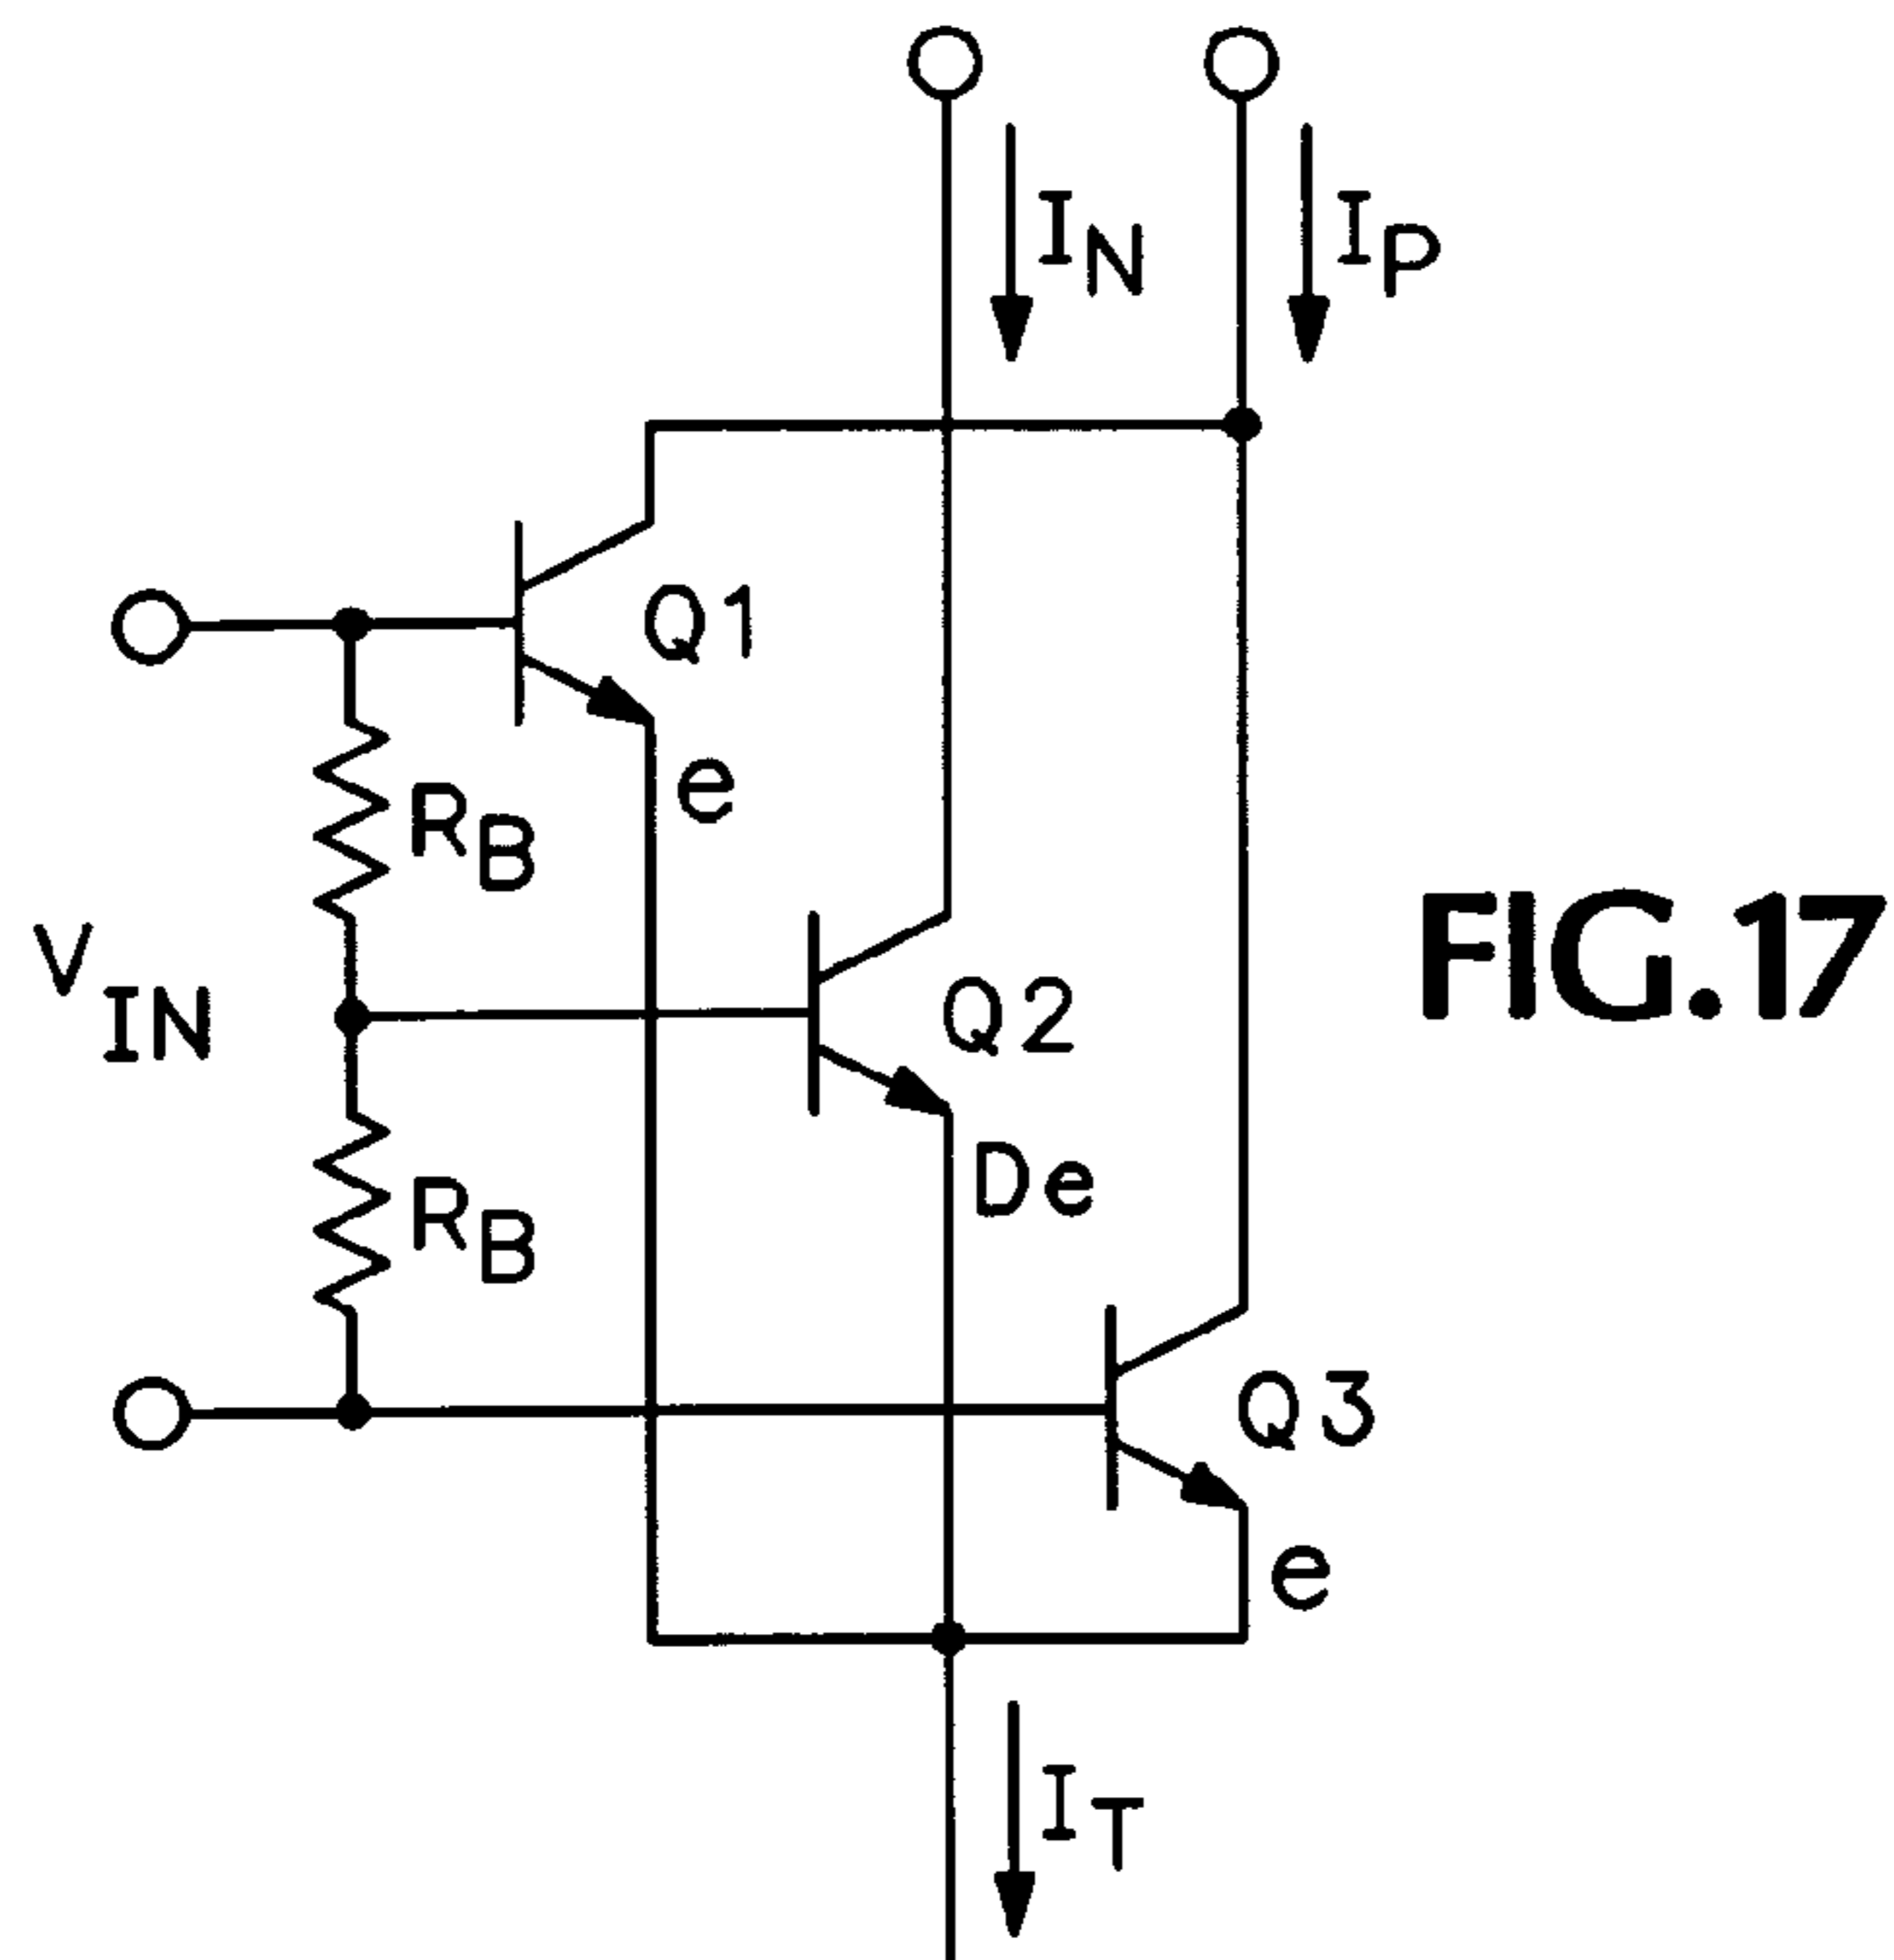 I_N
I_P
Q1
e
R_B
V_IN
Q2
FIG.17
De
R_B
Q3
e
I_T